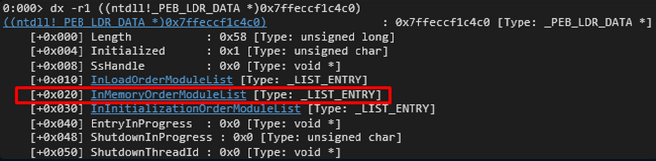 0:000> dx -r1 ((ntdll!_PEB_LDR_DATA *)0x7ffeccf1c4c0)
((ntdll!_PEB_LDR_DATA *)0x7ffeccf1c4c0) : 0x7ffeccf1c4c0 [Type: _PEB_LDR_DATA *]
[+0x000] Length : 0x58 [Type: unsigned long]
[+0x004] Initialized : 0x1 [Type: unsigned char]
[+0x008] SsHandle : 0x0 [Type: void *]
[+0x010] InLoadOrderModuleList [Type: _LIST_ENTRY]
[+0x020] InMemoryOrderModuleList [Type: _LIST_ENTRY]
[+0x030] InInitializationOrderModuleList [Type: _LIST_ENTRY]
[+0x040] EntryInProgress : 0x0 [Type: void *]
[+0x048] ShutdownInProgress : 0x0 [Type: unsigned char]
[+0x050] ShutdownThreadId : 0x0 [Type: void *]